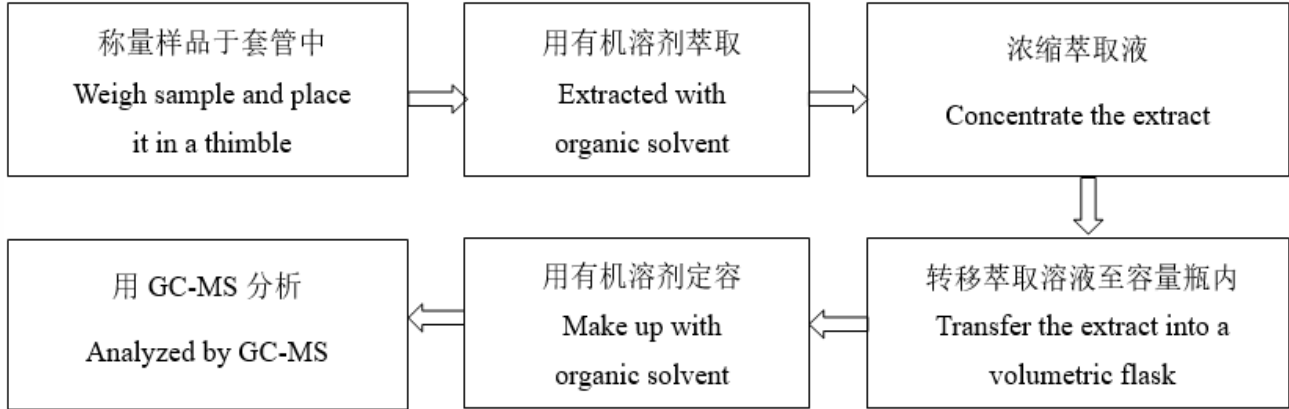 称量样品于套管中
Weigh sample and place
it in a thimble
用有机溶剂萃取
Extracted with
organic solvent
浓缩萃取液
Concentrate the extract
转移萃取溶液至容量瓶内
Transfer the extract into a
volumetric flask
用有机溶剂定容
Make up with
organic solvent
用 GC-MS 分析
Analyzed by GC-MS